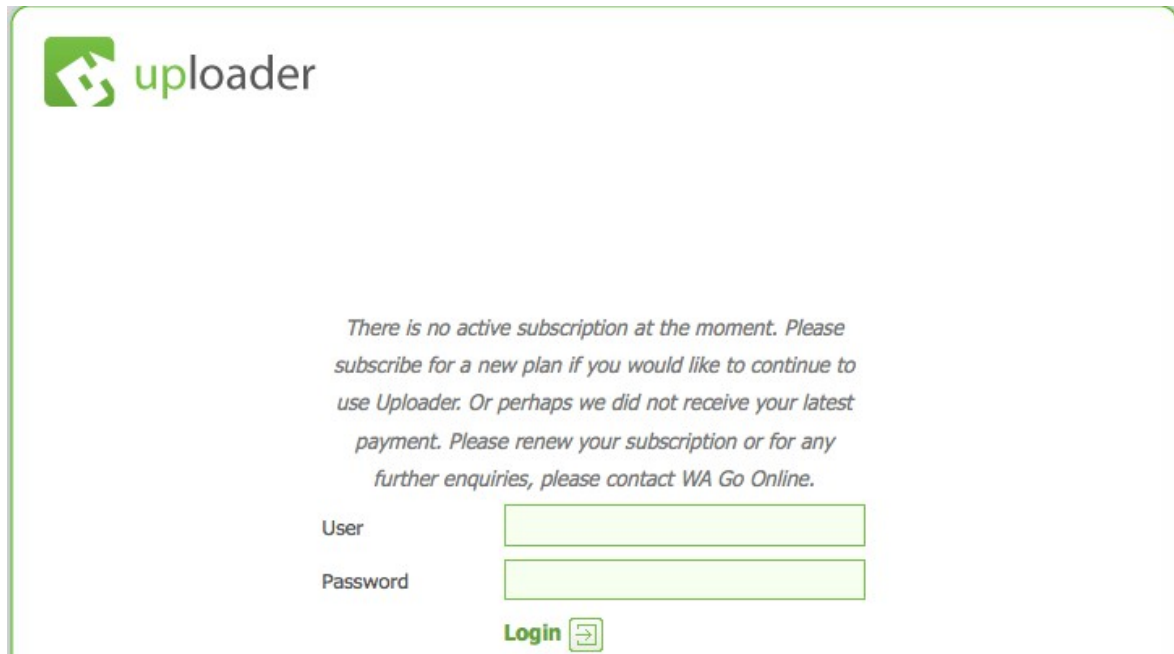 uploader
There is no active subscription at the moment. Please
subscribe for a new plan if you would like to continue to
use Uploader. Or perhaps we did not receive your latest
payment. Please renew your subscription or for any
further enquiries, please contact WA Go Online.
User
Password
Login